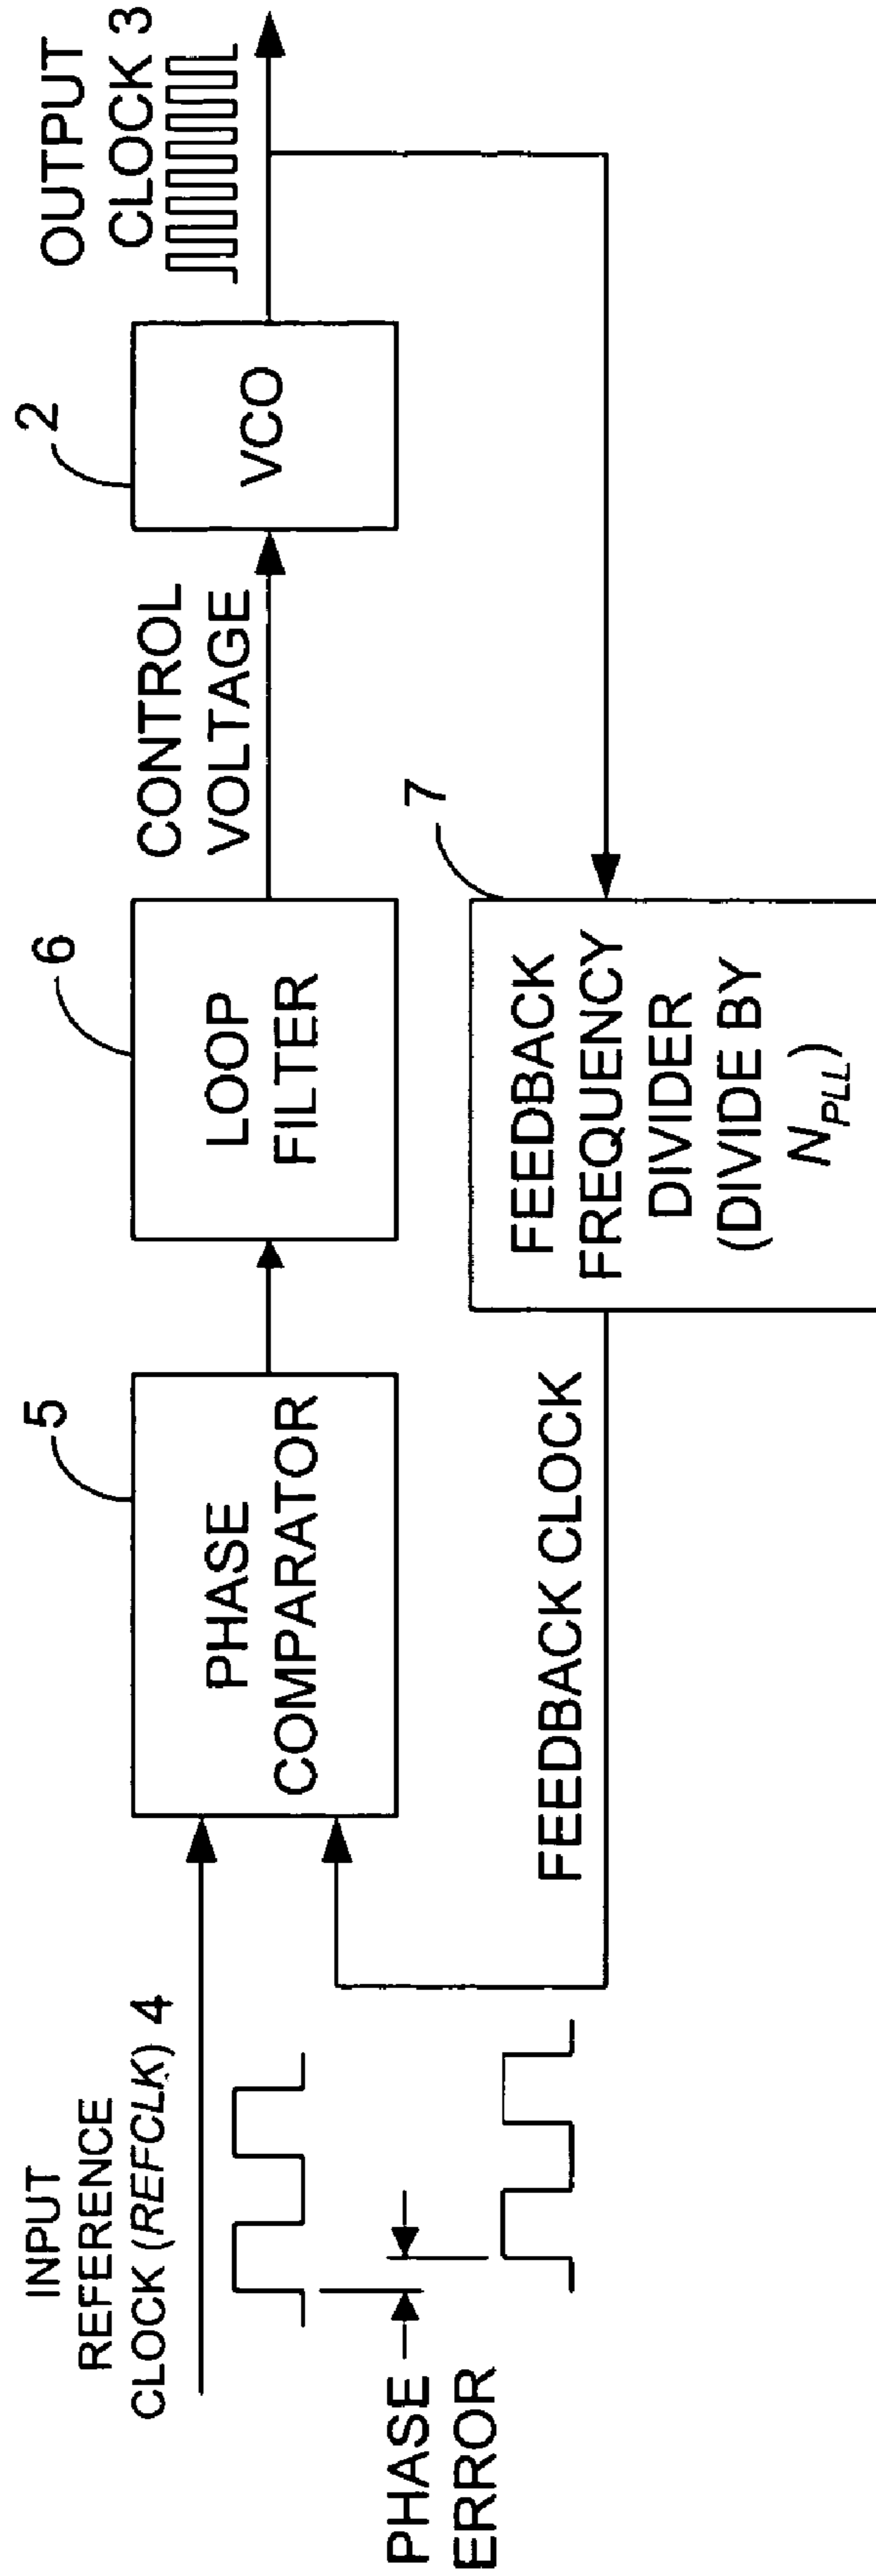 INPUT
REFERENCE
CLOCK (REFCLK) 4
PHASE
ERROR
5
PHASE
COMPARATOR
6
LOOP
FILTER
CONTROL
VOLTAGE
2
VCO
OUTPUT
CLOCK 3
FEEDBACK CLOCK
7
FEEDBACK
FREQUENCY
DIVIDER
(DIVIDE BY
N_PLL)